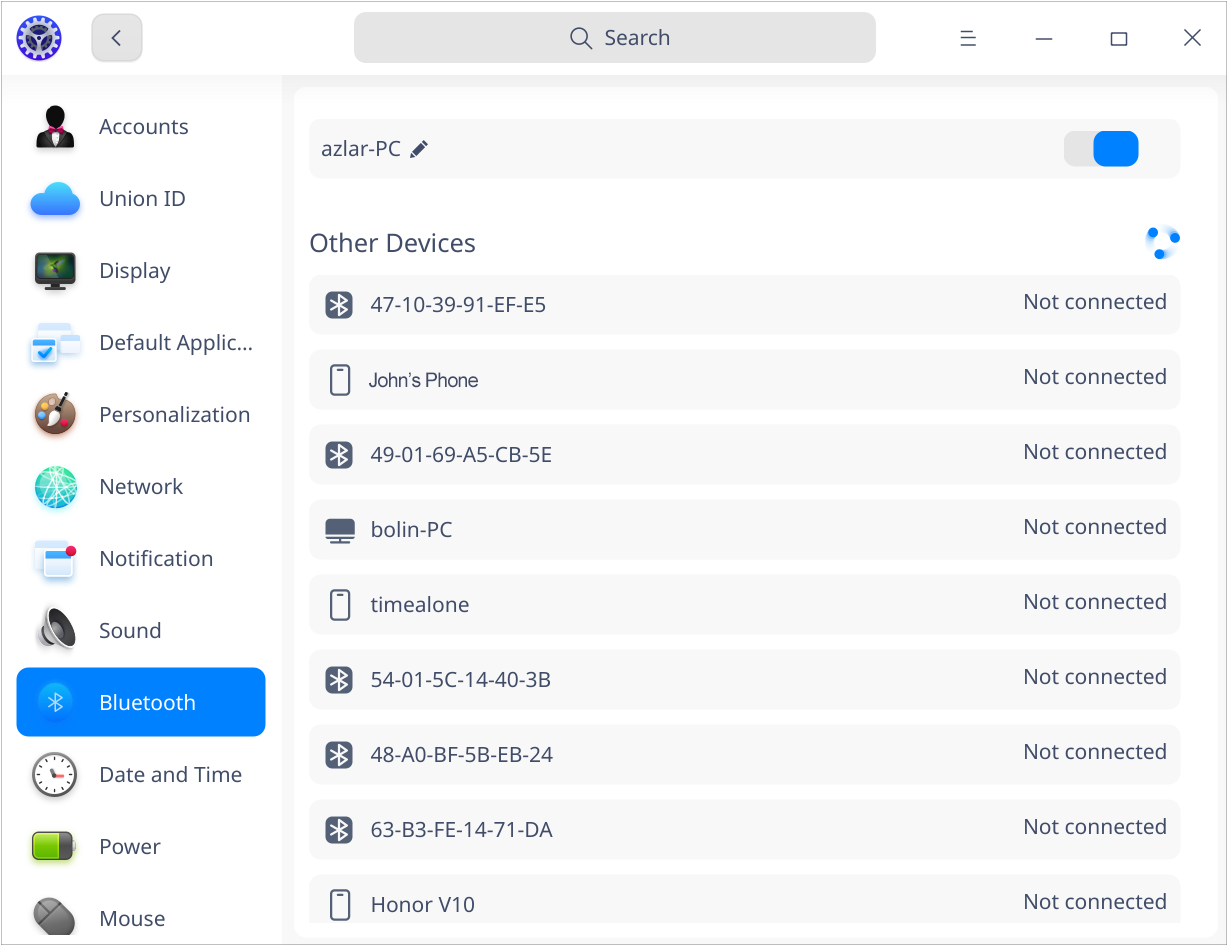 Search
Accounts
Union ID
Display
Default Applic...
Personalization
Network
Notification
Sound
Bluetooth
Date and Time
Power
Mouse
azlar-PC
Other Devices
47-10-39-91-EF-E5 Not connected
John's Phone Not connected
49-01-69-A5-CB-5E Not connected
bolin-PC Not connected
timealone Not connected
54-01-5C-14-40-3B Not connected
48-A0-BF-5B-EB-24 Not connected
63-B3-FE-14-71-DA Not connected
Honor V10 Not connected